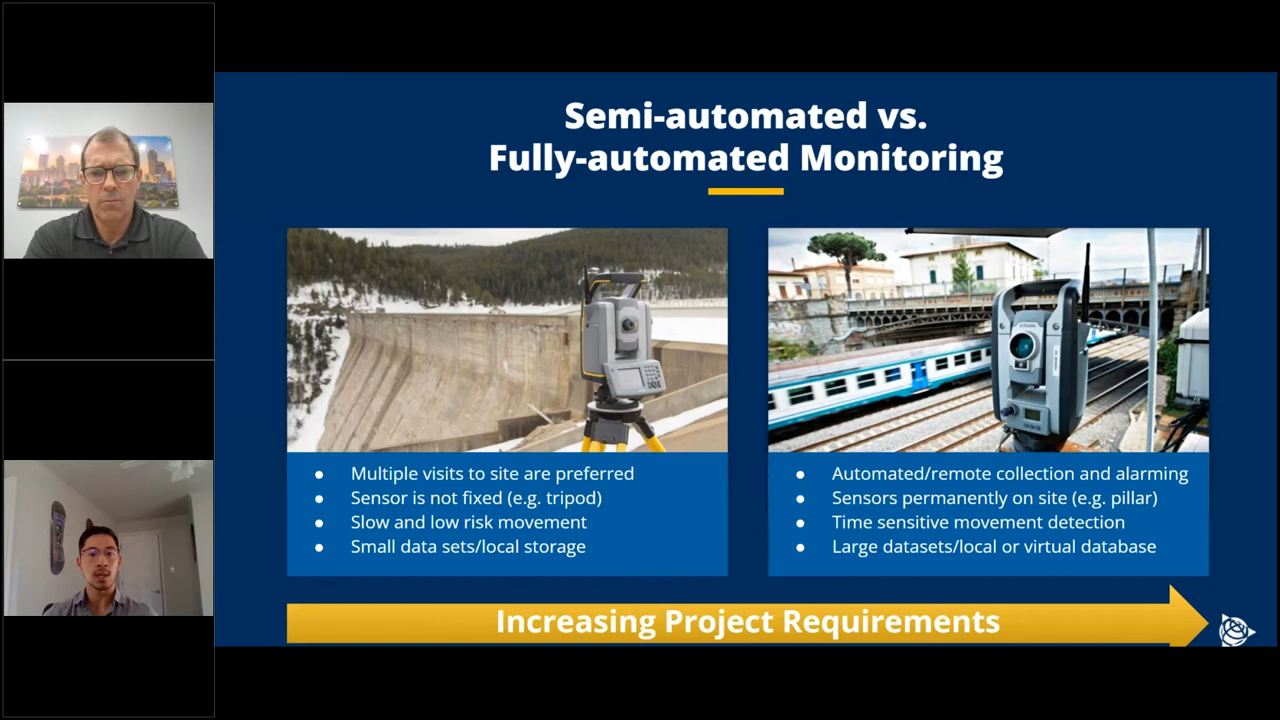 Semi-automated vs.
Fully-automated Monitoring
● Multiple visits to site are preferred
● Sensor is not fixed (e.g. tripod)
● Slow and low risk movement
● Small data sets/local storage
● Automated/remote collection and alarming
● Sensors permanently on site (e.g. pillar)
● Time sensitive movement detection
● Large datasets/local or virtual database
Increasing Project Requirements